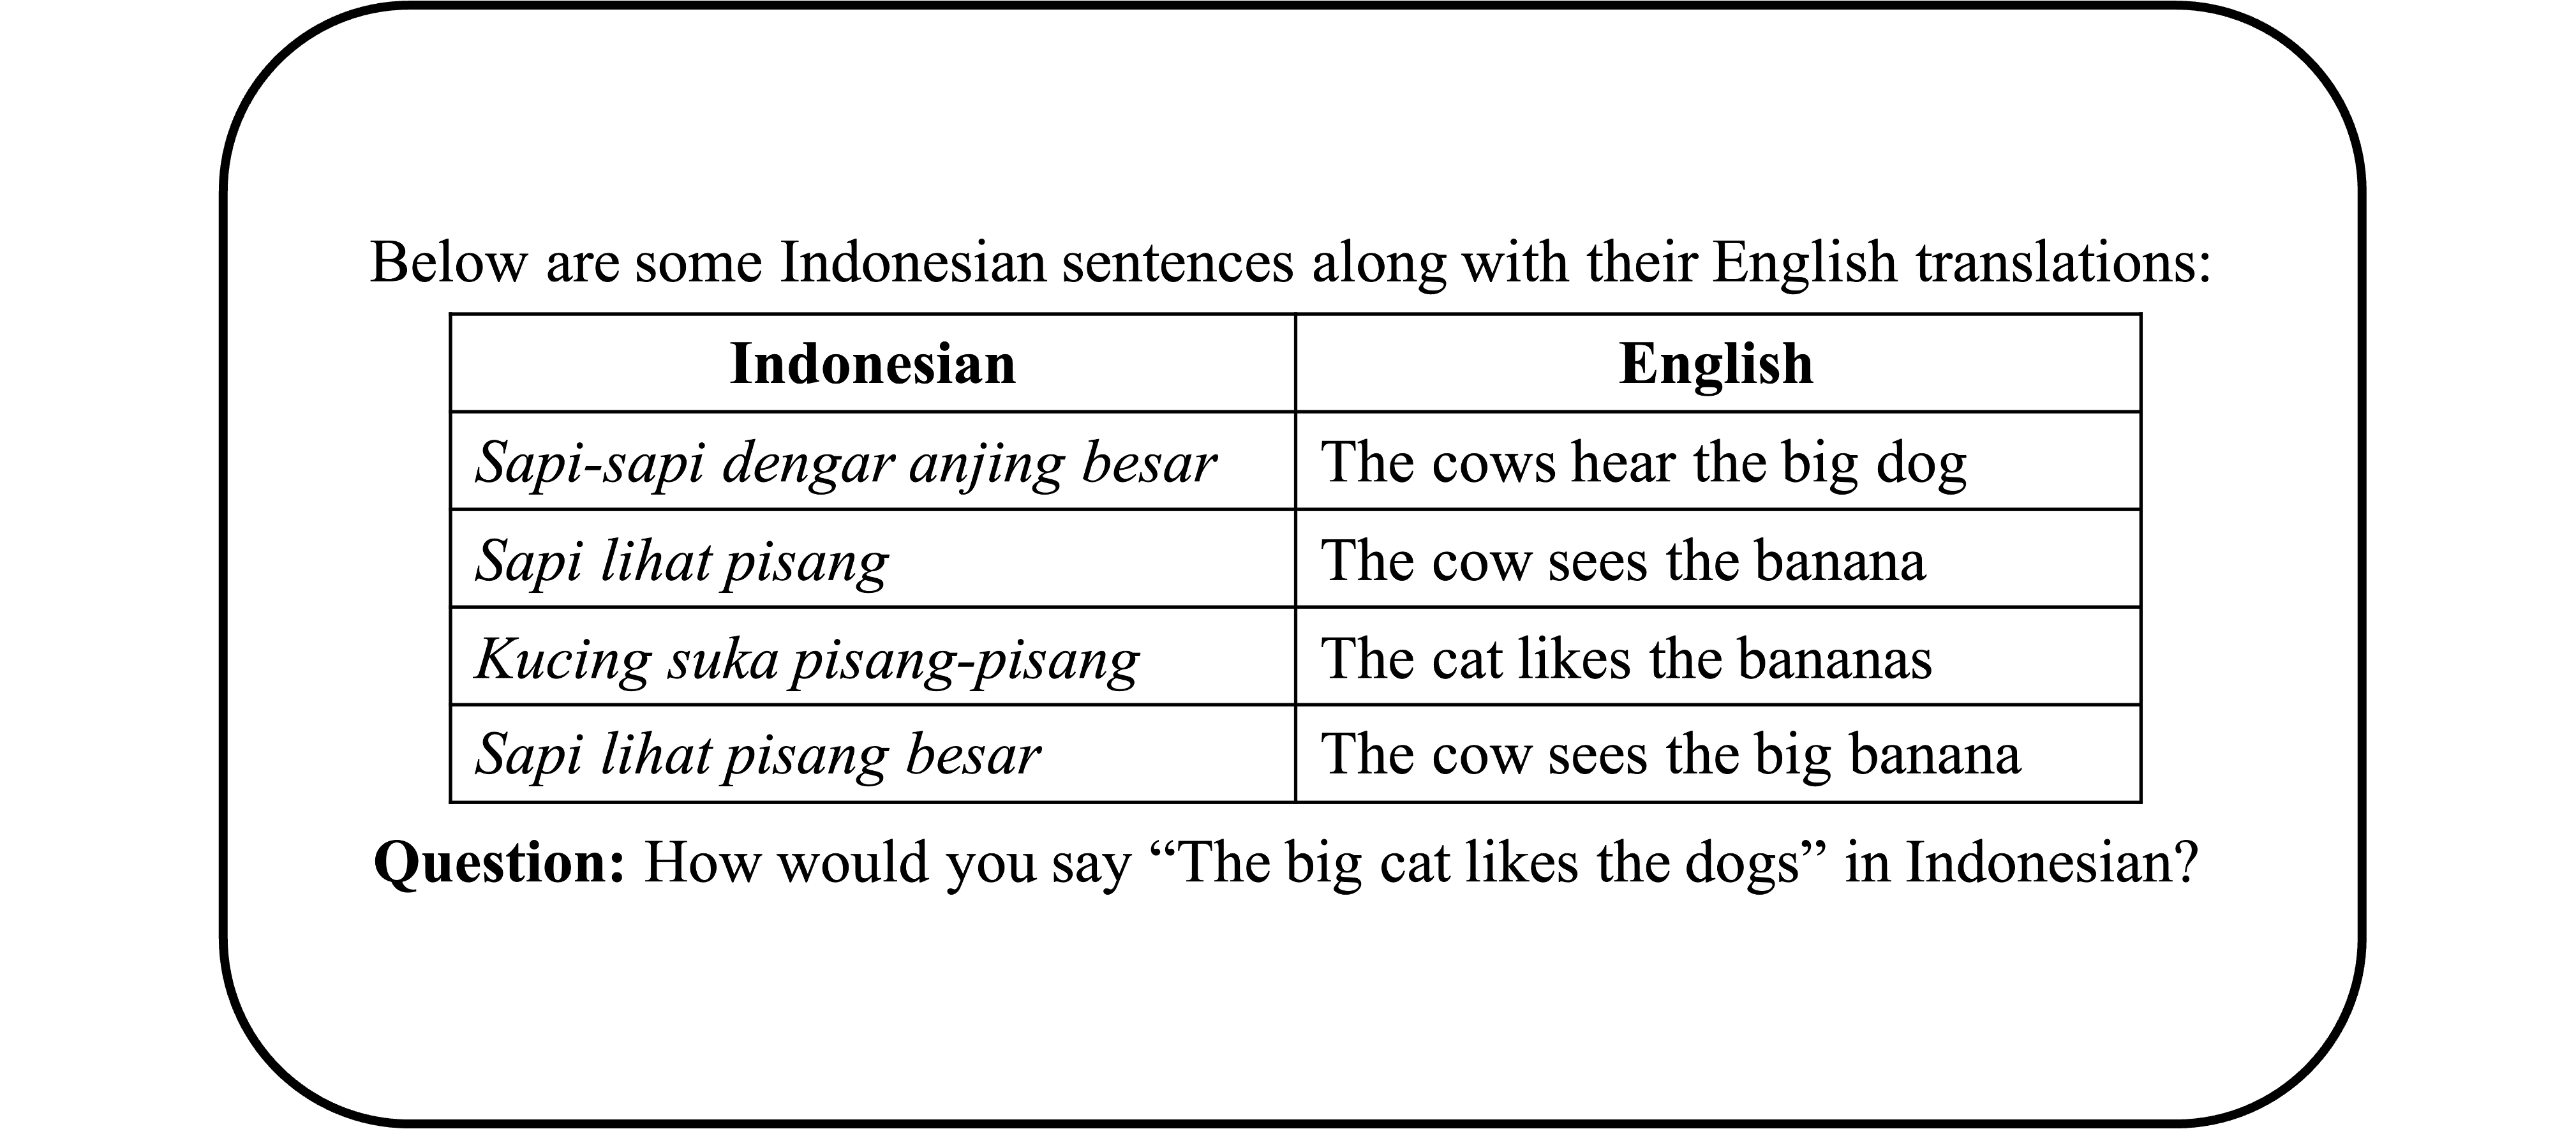 Below are some Indonesian sentences along with their English translations:
Indonesian English
Sapi-sapi dengar anjing besar The cows hear the big dog
Sapi lihat pisang The cow sees the banana
Kucing suka pisang-pisang The cat likes the bananas
Sapi lihat pisang besar The cow sees the big banana
Question: How would you say “The big cat likes the dogs” in Indonesian?